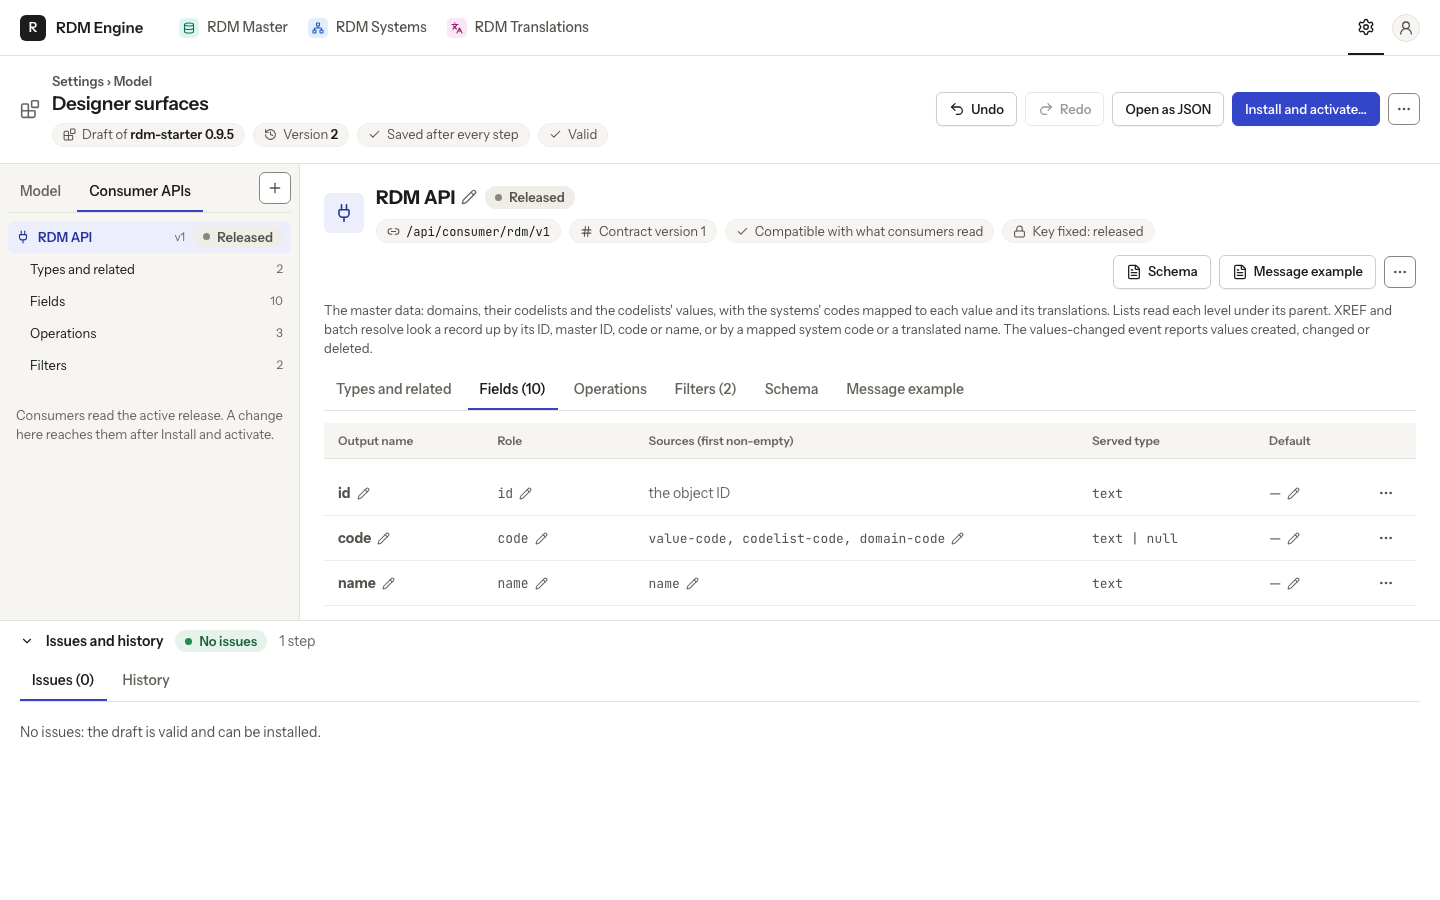 R RDM Engine RDM Master RDM Systems RDM Translations
Settings › Model
Designer surfaces
Draft of rdm-starter 0.9.5 Version 2 Saved after every step Valid
Undo Redo Open as JSON Install and activate...
Model Consumer APIs
RDM API v1 Released
Types and related 2
Fields 10
Operations 3
Filters 2
Consumers read the active release. A change
here reaches them after Install and activate.
RDM API Released
/api/consumer/rdm/v1 Contract version 1 Compatible with what consumers read Key fixed: released
Schema Message example
The master data: domains, their codelists and the codelists' values, with the systems' codes mapped to each value and its translations. Lists read each level under its parent. XREF and
batch resolve look a record up by its ID, master ID, code or name, or by a mapped system code or a translated name. The values-changed event reports values created, changed or
deleted.
Types and related Fields (10) Operations Filters (2) Schema Message example
Output name Role Sources (first non-empty) Served type Default
id id the object ID text —
code code value-code, codelist-code, domain-code text | null —
name name name text —
Issues and history No issues 1 step
Issues (0) History
No issues: the draft is valid and can be installed.